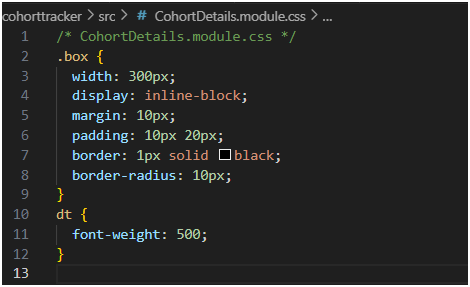 cohorttracker > src > # CohortDetails.module.css > ...
1 /* CohortDetails.module.css */
2 .box {
3 width: 300px;
4 display: inline-block;
5 margin: 10px;
6 padding: 10px 20px;
7 border: 1px solid black;
8 border-radius: 10px;
9 }
10 dt {
11 font-weight: 500;
12 }
13